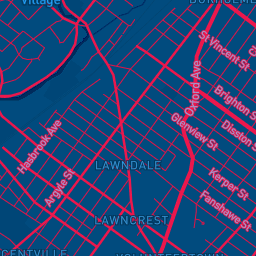 Village
St Vincent St
Oxford Ave
Brighton St
Disston St
Glenview St
Hasbrook Ave
LAWNDALE
Argyle St
Kerper St
Fanshawe St
LAWNCREST